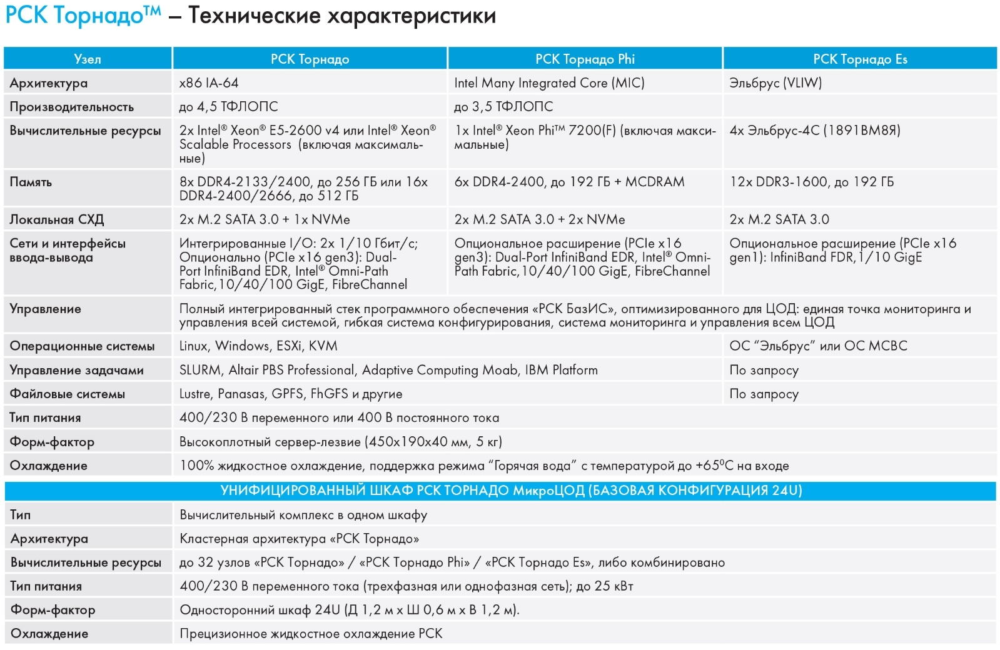 РСК Торнадо™ – Технические характеристики
Узел
РСК Торнадо
РСК Торнадо Phi
РСК Торнадо Es
Архитектура
x86 IA-64
Intel Many Integrated Core (MIC)
Эльбрус (VLIW)
Производительность
до 4,5 ТФЛОПС
до 3,5 ТФЛОПС
Вычислительные ресурсы
2x Intel® Xeon® E5-2600 v4 или Intel® Xeon®
Scalable Processors (включая максималь-
ные)
1x Intel® Xeon Phi™ 7200(F) (включая макси-
мальные)
4x Эльбрус-4С (1891ВМ8Я)
Память
8x DDR4-2133/2400, до 256 ГБ или 16x
DDR4-2400/2666, до 512 ГБ
6x DDR4-2400, до 192 ГБ + MCDRAM
12x DDR3-1600, до 192 ГБ
Локальная СХД
2x M.2 SATA 3.0 + 1x NVMe
2x M.2 SATA 3.0 + 2x NVMe
2x M.2 SATA 3.0
Сети и интерфейсы
ввода-вывода
Интегрированные I/O: 2x 1/10 Гбит/с;
Опционально (PCIe x16 gen3): Dual-
Port InfiniBand EDR, Intel® Omni-Path
Fabric,10/40/100 GigE, FibreChannel
Опциональное расширение (PCIe x16
gen3): Dual-Port InfiniBand EDR, Intel® Omni-
Path Fabric,10/40/100 GigE, FibreChannel
Опциональное расширение (PCIe x16
gen1): InfiniBand FDR,1/10 GigE
Управление
Полный интегрированный стек программного обеспечения «РСК БазИС», оптимизированного для ЦОД: единая точка мониторинга и
управления всей системой, гибкая система конфигурирования, система мониторинга и управления всем ЦОД
Операционные системы
Linux, Windows, ESXi, KVM
ОС “Эльбрус” или ОС МСВС
Управление задачами
SLURM, Altair PBS Professional, Adaptive Computing Moab, IBM Platform
По запросу
Файловые системы
Lustre, Panasas, GPFS, FhGFS и другие
По запросу
Тип питания
400/230 В переменного или 400 В постоянного тока
Форм-фактор
Высокоплотный сервер-лезвие (450x190x40 мм, 5 кг)
Охлаждение
100% жидкостное охлаждение, поддержка режима “Горячая вода” с температурой до +65⁰С на входе
УНИФИЦИРОВАННЫЙ ШКАФ РСК ТОРНАДО МикроЦОД (БАЗОВАЯ КОНФИГУРАЦИЯ 24U)
Тип
Вычислительный комплекс в одном шкафу
Архитектура
Кластерная архитектура «РСК Торнадо»
Вычислительные ресурсы
до 32 узлов «РСК Торнадо» / «РСК Торнадо Phi» / «РСК Торнадо Es», либо комбинировано
Тип питания
400/230 В переменного тока (трехфазная или однофазная сеть); до 25 кВт
Форм-фактор
Односторонний шкаф 24U (Д 1,2 м x Ш 0,6 м x В 1,2 м).
Охлаждение
Прецизионное жидкостное охлаждение РСК